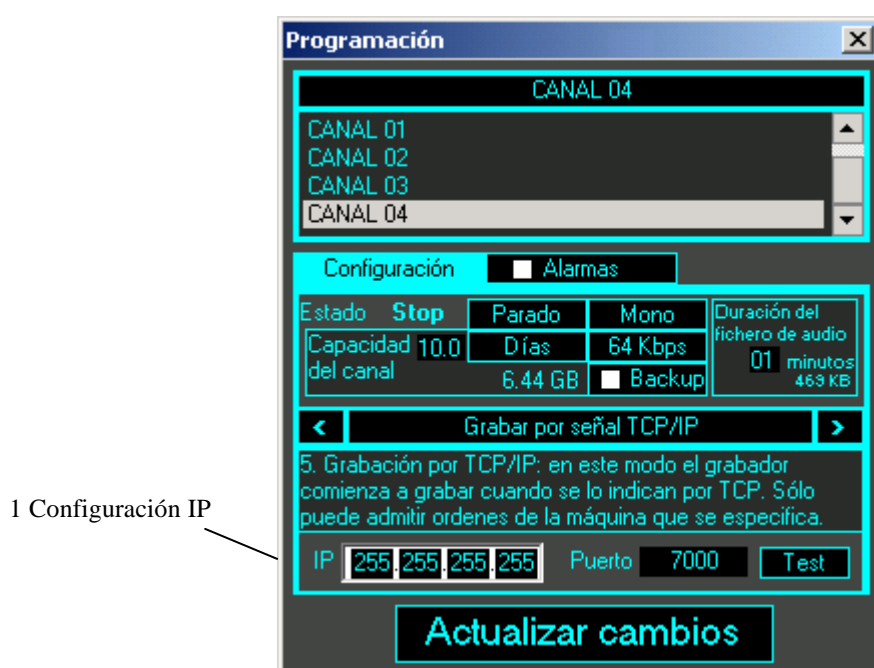 Programación
CANAL 04
CANAL 01
CANAL 02
CANAL 03
CANAL 04
Configuración Alarmas
Estado Stop Parado Mono Duración del
fichero de audio
Capacidad 10.0 Días 64 Kbps 01 minutos
del canal 6.44 GB Backup 469 KB
< Grabar por señal TCP/IP >
5. Grabación por TCP/IP: en este modo el grabador
comienza a grabar cuando se lo indican por TCP. Sólo
puede admitir ordenes de la máquina que se especifica.
1 Configuración IP
IP 255.255.255.255 Puerto 7000 Test
Actualizar cambios